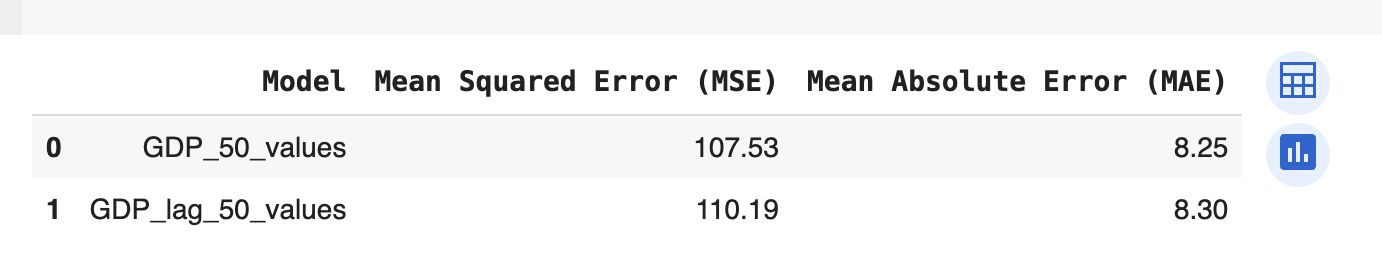 Model Mean Squared Error (MSE) Mean Absolute Error (MAE)
0 GDP_50_values 107.53 8.25
1 GDP_lag_50_values 110.19 8.30